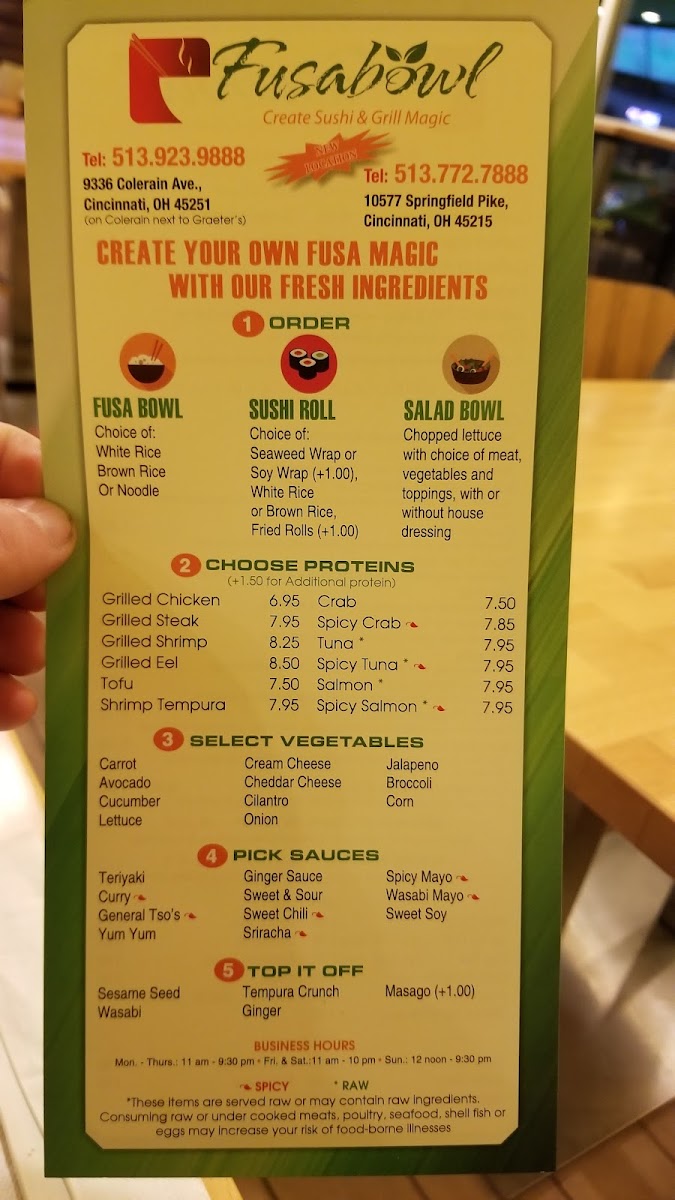 Fusabowl
Create Sushi & Grill Magic
NEW
LOCATION
Tel: 513.923.9888
9336 Colerain Ave.,
Cincinnati, OH 45251
(on Colerain next to Graeter's)
Tel: 513.772.7888
10577 Springfield Pike,
Cincinnati, OH 45215
CREATE YOUR OWN FUSA MAGIC
WITH OUR FRESH INGREDIENTS
1 ORDER
FUSA BOWL
Choice of:
White Rice
Brown Rice
Or Noodle
SUSHI ROLL
Choice of:
Seaweed Wrap or
Soy Wrap (+1.00),
White Rice
or Brown Rice,
Fried Rolls (+1.00)
SALAD BOWL
Chopped lettuce
with choice of meat,
vegetables and
toppings, with or
without house
dressing
2 CHOOSE PROTEINS
(+1.50 for Additional protein)
Grilled Chicken 6.95
Grilled Steak 7.95
Grilled Shrimp 8.25
Grilled Eel 8.50
Tofu 7.50
Shrimp Tempura 7.95
Crab 7.50
Spicy Crab 7.85
Tuna * 7.95
Spicy Tuna * 7.95
Salmon * 7.95
Spicy Salmon * 7.95
3 SELECT VEGETABLES
Carrot
Avocado
Cucumber
Lettuce
Cream Cheese
Cheddar Cheese
Cilantro
Onion
Jalapeno
Broccoli
Corn
4 PICK SAUCES
Teriyaki
Curry
General Tso's
Yum Yum
Ginger Sauce
Sweet & Sour
Sweet Chili
Sriracha
Spicy Mayo
Wasabi Mayo
Sweet Soy
5 TOP IT OFF
Sesame Seed
Wasabi
Tempura Crunch
Ginger
Masago (+1.00)
BUSINESS HOURS
Mon. - Thurs.: 11 am - 9:30 pm • Fri. & Sat.:11 am - 10 pm • Sun.: 12 noon - 9:30 pm
SPICY * RAW
*These items are served raw or may contain raw ingredients.
Consuming raw or under cooked meats, poultry, seafood, shell fish or
eggs may increase your risk of food-borne illnesses